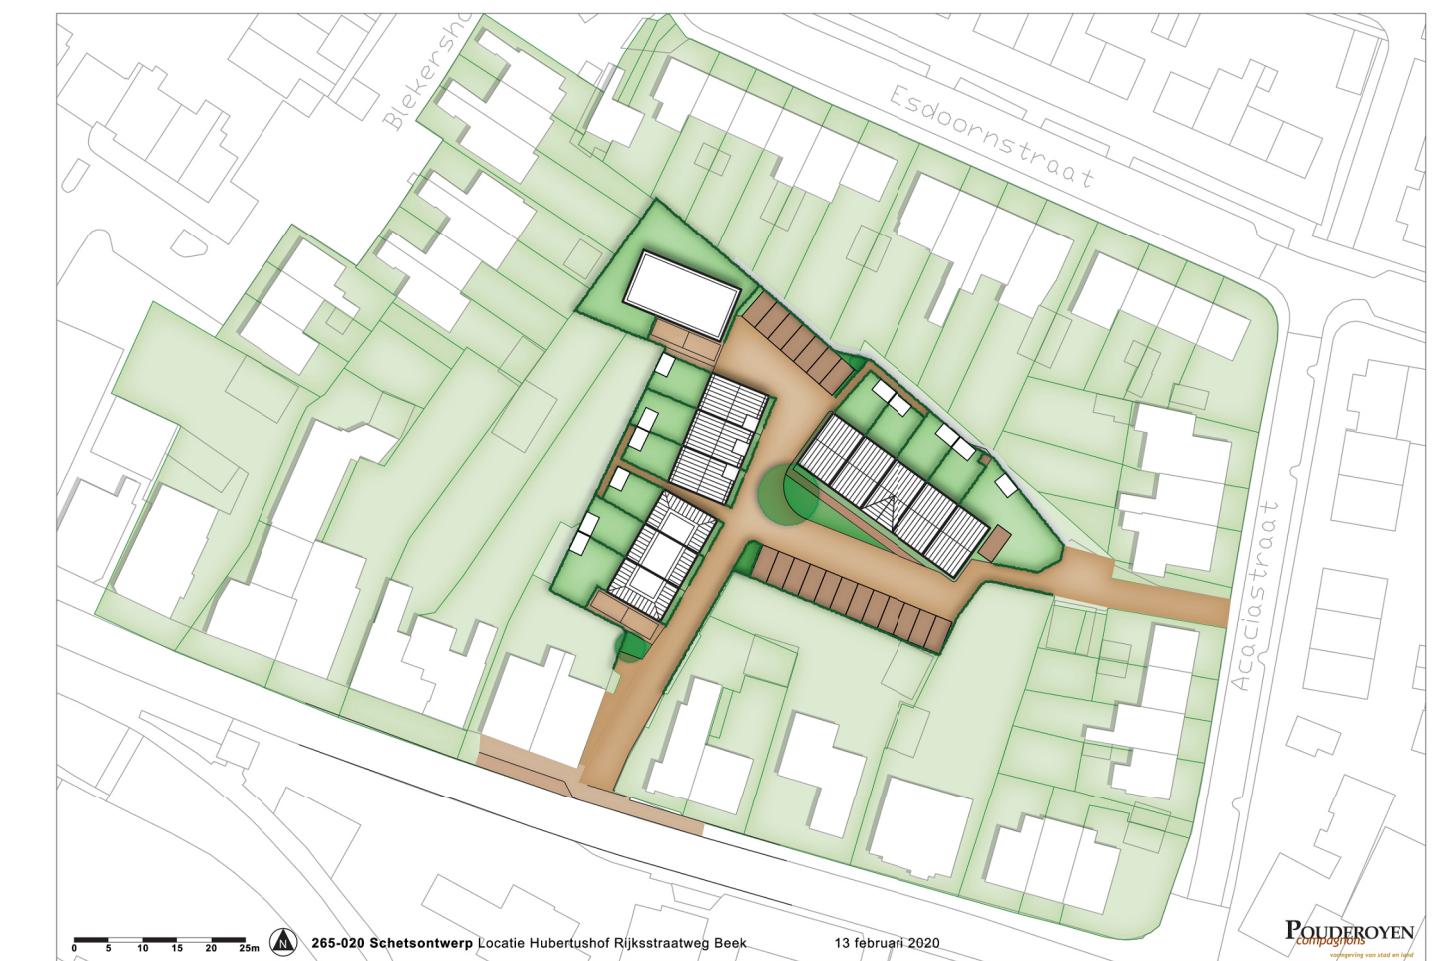 Blekersho
Esdoornstraat
Acaciastraat
0 5 10 15 20 25m
N
265-020 Schetsontwerp Locatie Hubertushof Rijksstraatweg Beek
13 februari 2020
POUDEROYEN
compagnons
vormgeving van stad en land